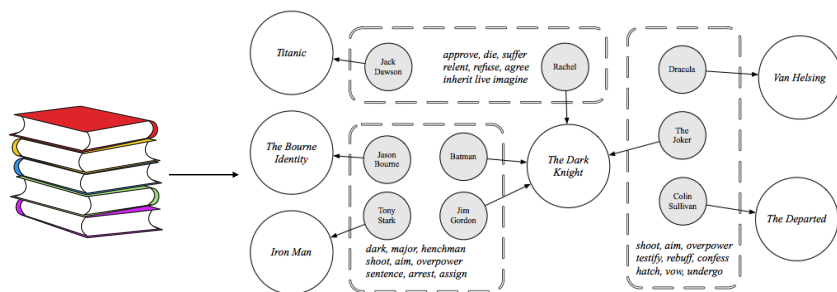 Titanic
Jack
Dawson
approve, die, suffer
relent, refuse, agree
inherit live imagine
Rachel
Dracula
Van Helsing
The Bourne
Identity
Jason
Bourne
Batman
The Dark
Knight
The
Joker
Iron Man
Tony
Stark
Jim
Gordon
dark, major, henchman
shoot, aim, overpower
sentence, arrest, assign
Colin
Sullivan
The Departed
shoot, aim, overpower
testify, rebuff, confess
hatch, vow, undergo